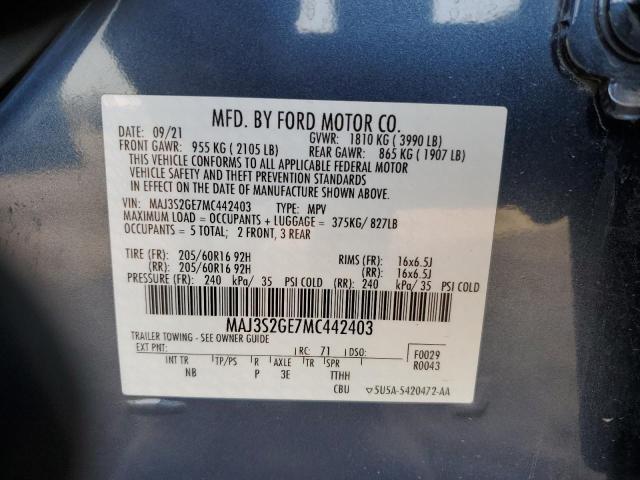 MFD. BY FORD MOTOR CO.
DATE: 09/21 GVWR: 1810 KG ( 3990 LB)
FRONT GAWR: 955 KG ( 2105 LB) REAR GAWR: 865 KG ( 1907 LB)
THIS VEHICLE CONFORMS TO ALL APPLICABLE FEDERAL MOTOR
VEHICLE SAFETY AND THEFT PREVENTION STANDARDS
IN EFFECT ON THE DATE OF MANUFACTURE SHOWN ABOVE.
VIN: MAJ3S2GE7MC442403 TYPE: MPV
MAXIMUM LOAD = OCCUPANTS + LUGGAGE = 375KG/ 827LB
OCCUPANTS = 5 TOTAL; 2 FRONT, 3 REAR
TIRE (FR): 205/60R16 92H RIMS (FR): 16x6.5J
(RR): 205/60R16 92H (RR): 16x6.5J
PRESSURE (FR): 240 kPa/ 35 PSI COLD (RR): 240 kPa/ 35 PSI COLD
MAJ3S2GE7MC442403
TRAILER TOWING - SEE OWNER GUIDE
EXT PNT: RC: 71 F0029
INT TR TP/PS R AXLE TR SPR R0043
NB P 3E TTHH
CBU ▽5U5A-5420472-AA